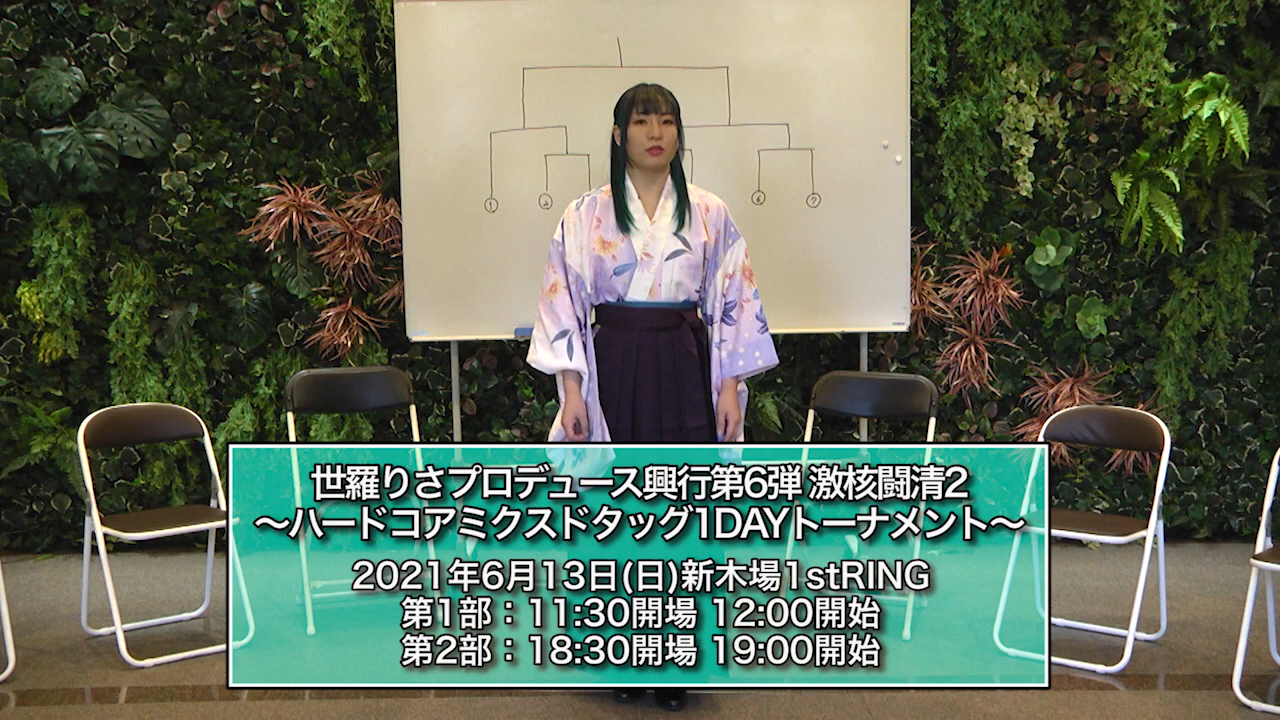 ① ② ⑥ ⑦
世羅りさプロデュース興行第6弾 激核闘清2
～ハードコアミクスドタッグ1DAYトーナメント～
2021年6月13日(日)新木場1stRING
第1部：11:30開場 12:00開始
第2部：18:30開場 19:00開始